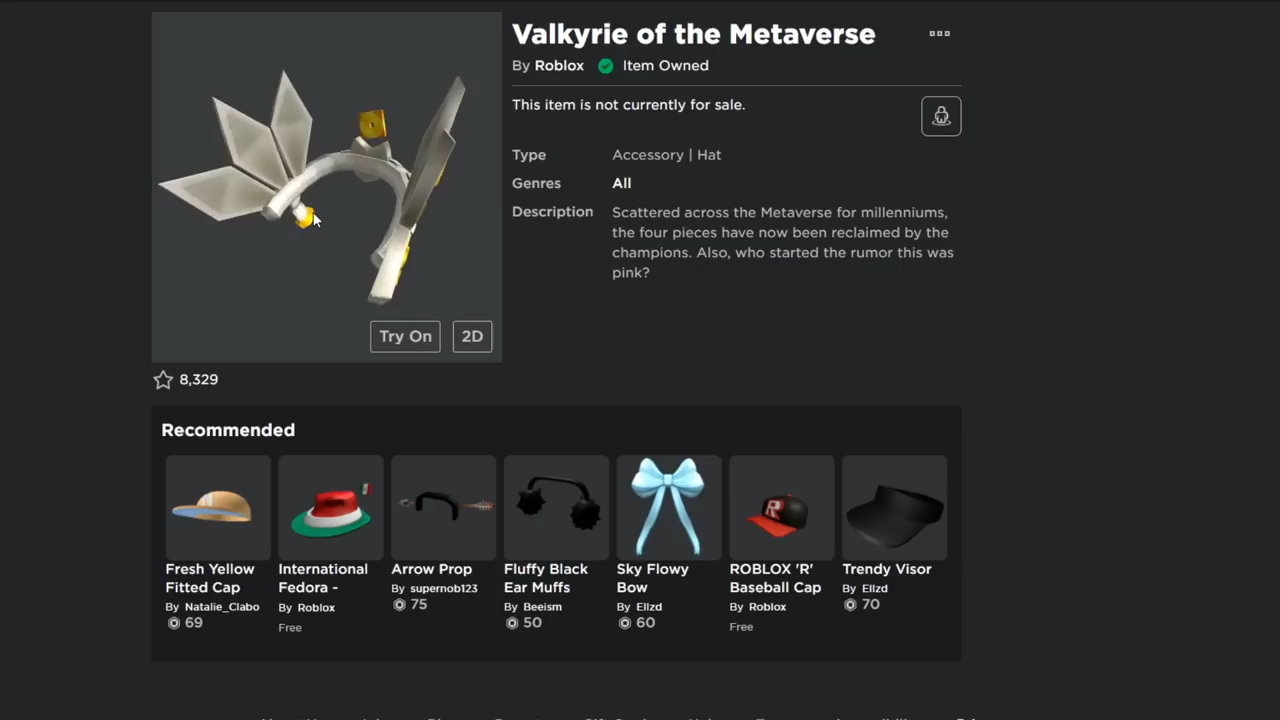 Valkyrie of the Metaverse
By Roblox Item Owned
This item is not currently for sale.
Type Accessory | Hat
Genres All
Description Scattered across the Metaverse for millenniums,
the four pieces have now been reclaimed by the
champions. Also, who started the rumor this was
pink?
Try On 2D
8,329
Recommended
Fresh Yellow
Fitted Cap
By Natalie_Clabo
69
International
Fedora -
By Roblox
Free
Arrow Prop
By supernob123
75
Fluffy Black
Ear Muffs
By Beeism
50
Sky Flowy
Bow
By Ellzd
60
R
ROBLOX 'R'
Baseball Cap
By Roblox
Free
Trendy Visor
By Ellzd
70